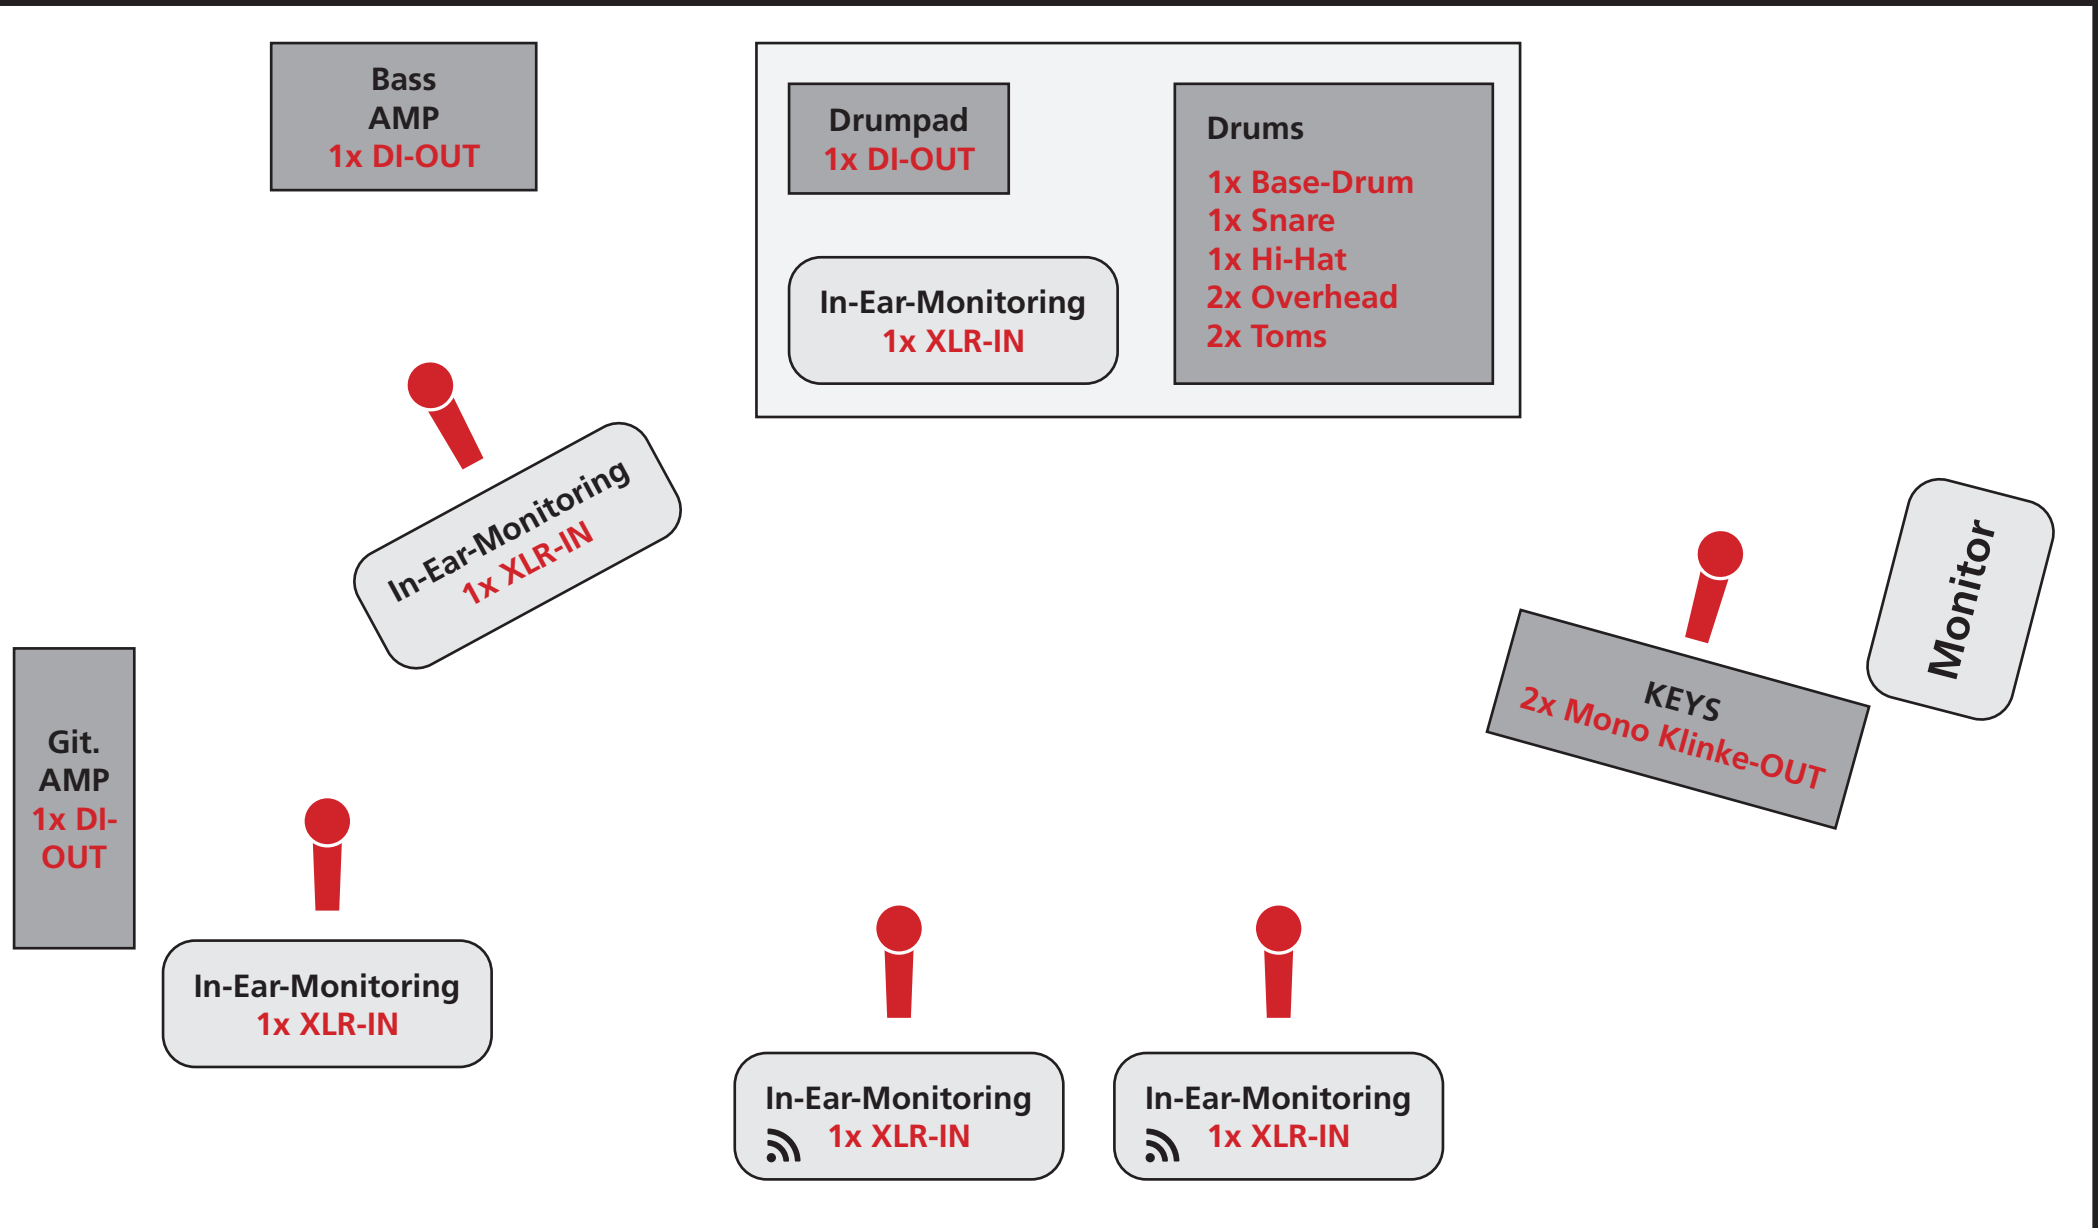 Bass
AMP
1x DI-OUT
Drumpad
1x DI-OUT
In-Ear-Monitoring
1x XLR-IN
Drums
1x Base-Drum
1x Snare
1x Hi-Hat
2x Overhead
2x Toms
In-Ear-Monitoring
1x XLR-IN
Monitor
KEYS
2x Mono Klinke-OUT
Git.
AMP
1x DI-
OUT
In-Ear-Monitoring
1x XLR-IN
In-Ear-Monitoring
1x XLR-IN
In-Ear-Monitoring
1x XLR-IN